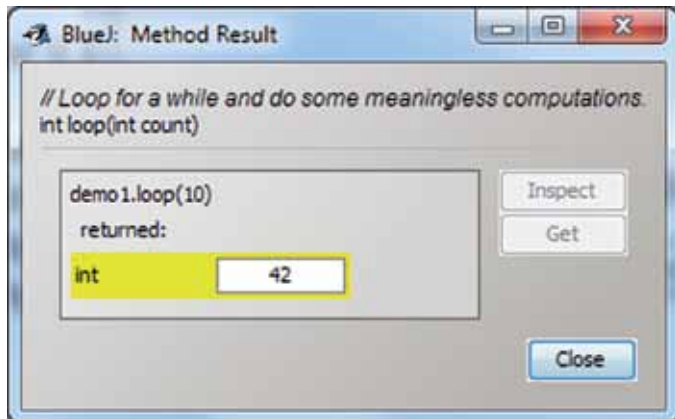 BlueJ: Method Result
// Loop for a while and do some meaningless computations.
int loop(int count)
demo1.loop(10)
returned:
int 42
Inspect
Get
Close